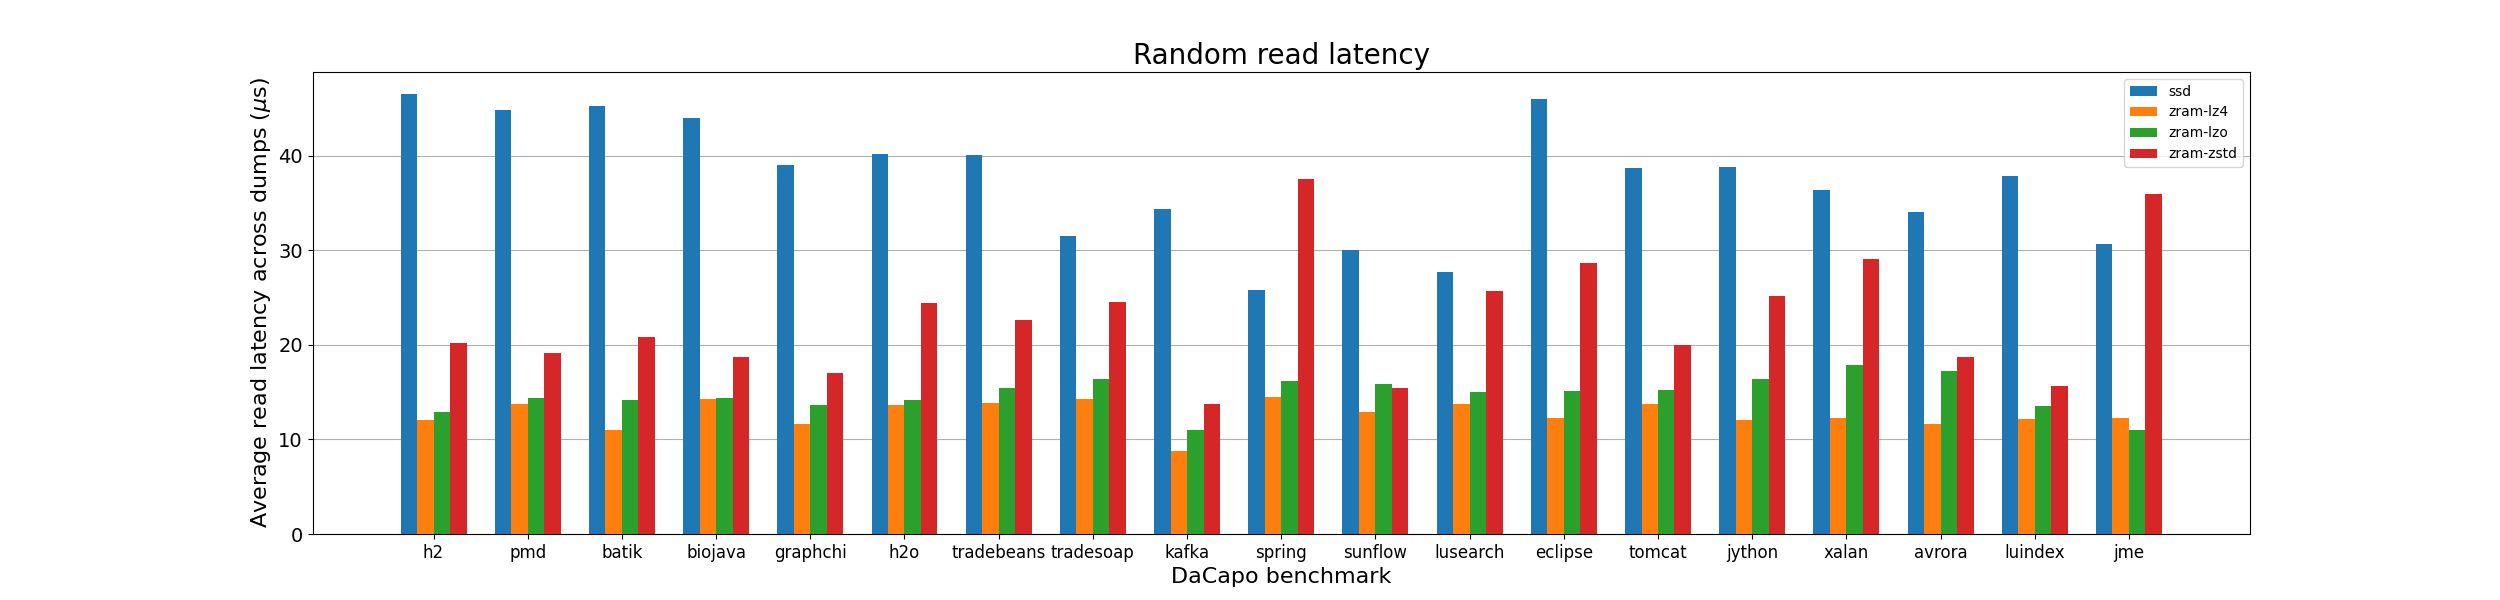 Random read latency
Average read latency across dumps (μs)
40
30
20
10
0
ssd
zram-lz4
zram-lzo
zram-zstd
h2 pmd batik biojava graphchi h2o tradebeans tradesoap kafka spring sunflow lusearch eclipse tomcat jython xalan avrora luindex jme
DaCapo benchmark